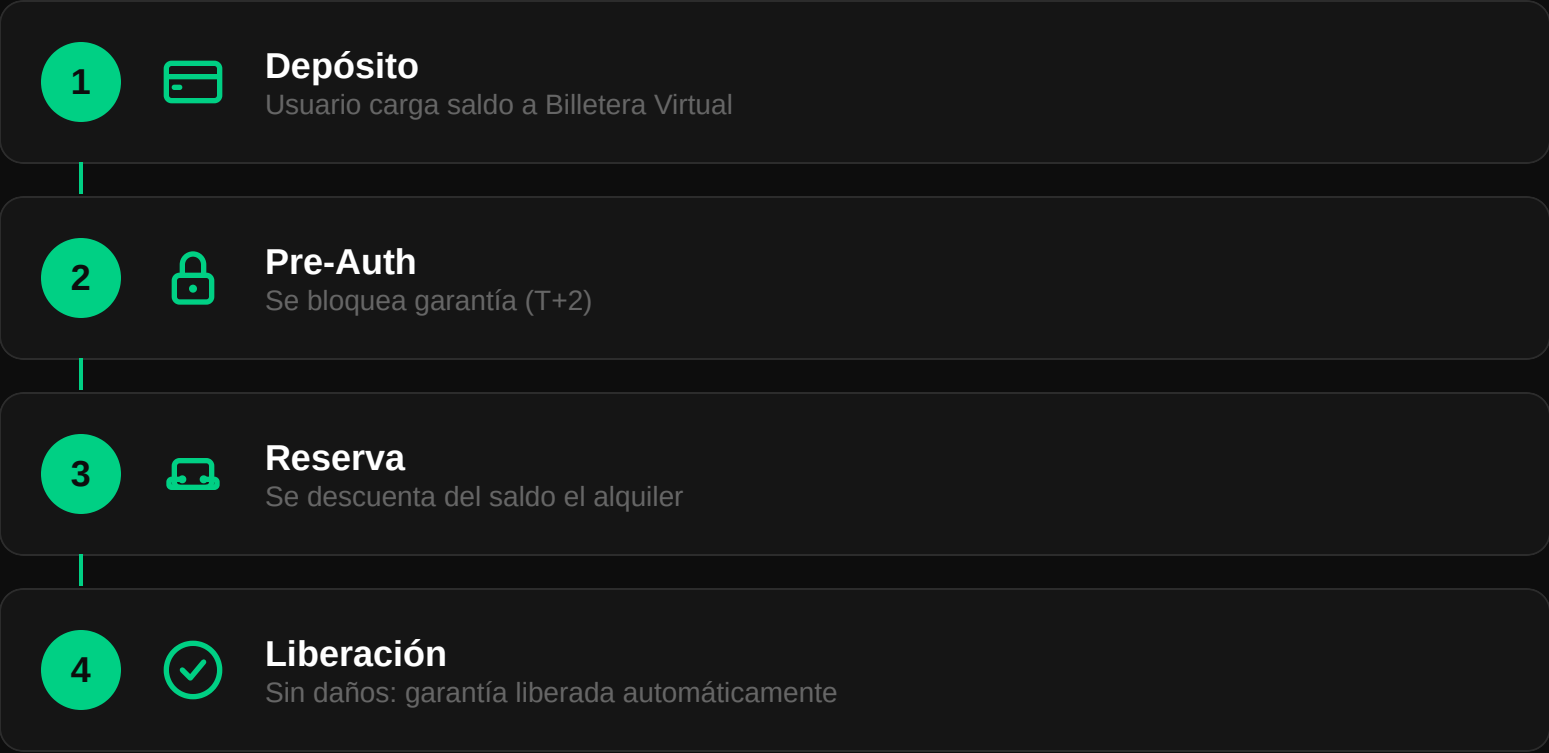 1
Depósito
Usuario carga saldo a Billetera Virtual
2
Pre-Auth
Se bloquea garantía (T+2)
3
Reserva
Se descuenta del saldo el alquiler
4
Liberación
Sin daños: garantía liberada automáticamente